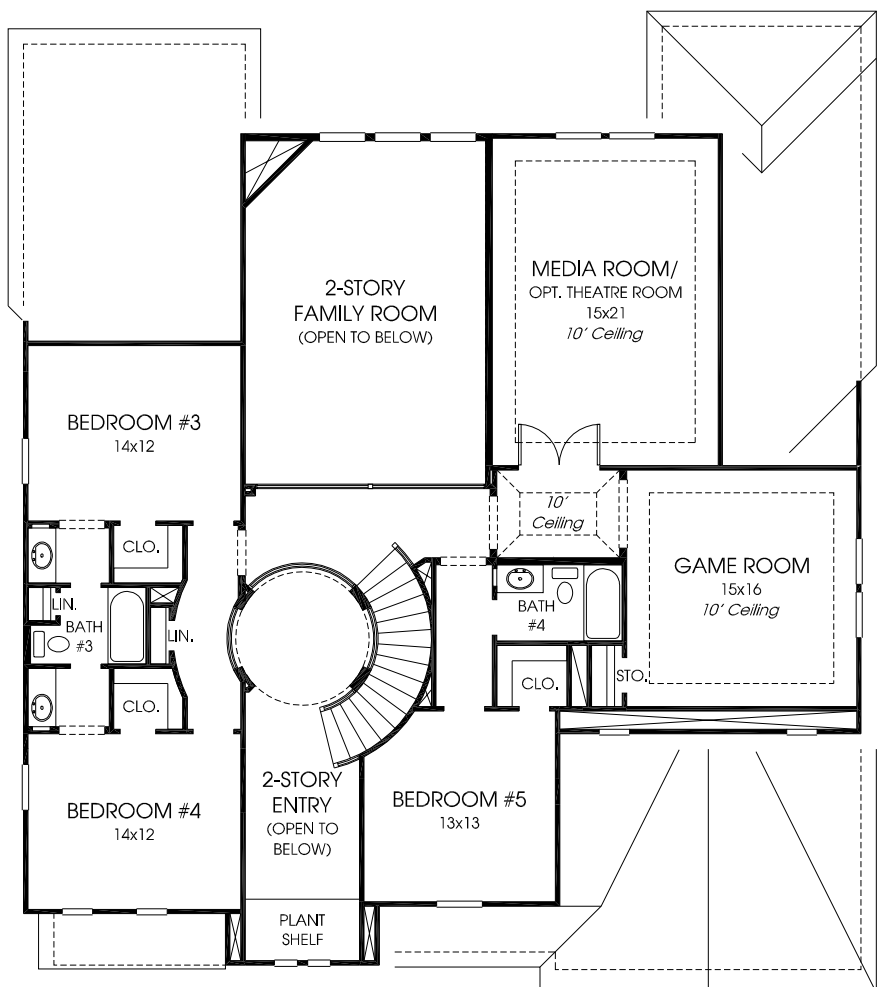 2-STORY
FAMILY ROOM
(OPEN TO BELOW)
MEDIA ROOM/
OPT. THEATRE ROOM
15x21
10' Ceiling
BEDROOM #3
14x12
10'
Ceiling
GAME ROOM
15x16
10' Ceiling
CLO.
LIN.
BATH
#3
LIN.
BATH
#4
CLO.
CLO.
STO.
BEDROOM #4
14x12
2-STORY
ENTRY
(OPEN TO
BELOW)
BEDROOM #5
13x13
PLANT
SHELF